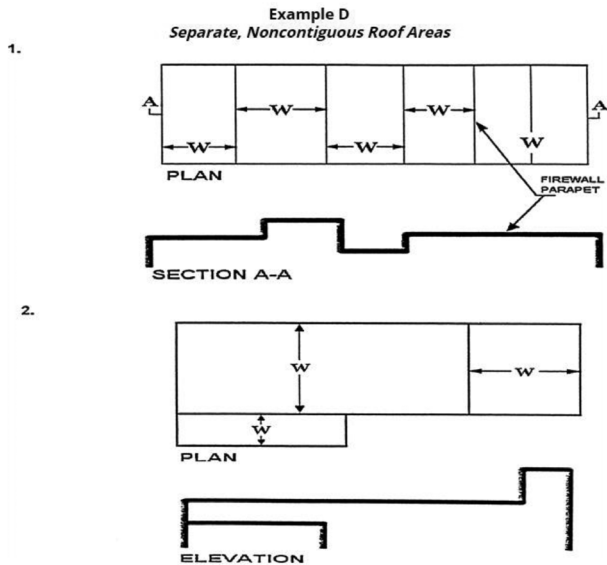 Example D
Separate, Noncontiguous Roof Areas
1.
A
W
W
A
W
W
W
PLAN
FIREWALL
PARAPET
SECTION A-A
2.
W
W
W
PLAN
ELEVATION